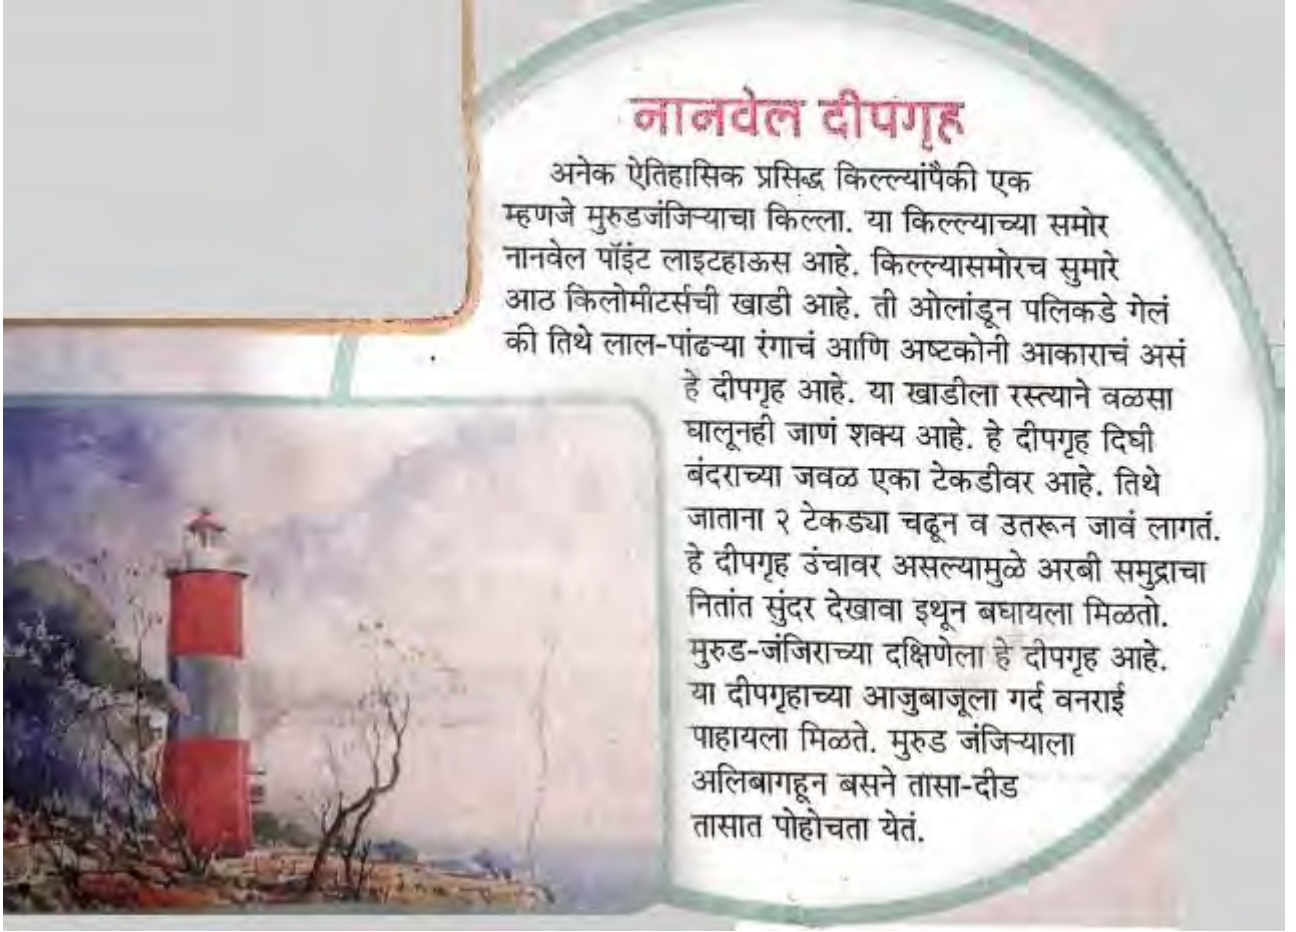 नानवेल दीपगृह
अनेक ऐतिहासिक प्रसिद्ध किल्ल्यांपैकी एक
म्हणजे मुरुडजंजिऱ्याचा किल्ला. या किल्ल्याच्या समोर
नानवेल पॉइंट लाइटहाऊस आहे. किल्ल्यासमोरच सुमारे
आठ किलोमीटर्सची खाडी आहे. ती ओलांडून पलिकडे गेलं
की तिथे लाल-पांढऱ्या रंगाचं आणि अष्टकोनी आकाराचं असं
हे दीपगृह आहे. या खाडीला रस्त्याने वळसा
घालूनही जाणं शक्य आहे. हे दीपगृह दिघी
बंदराच्या जवळ एका टेकडीवर आहे. तिथे
जाताना २ टेकड्या चढून व उतरून जावं लागतं.
हे दीपगृह उंचावर असल्यामुळे अरबी समुद्राचा
नितांत सुंदर देखावा इथून बघायला मिळतो.
मुरुड-जंजिराच्या दक्षिणेला हे दीपगृह आहे.
या दीपगृहाच्या आजुबाजूला गर्द वनराई
पाहायला मिळते. मुरुड जंजिऱ्याला
अलिबागहून बसने तासा-दीड
तासात पोहोचता येतं.